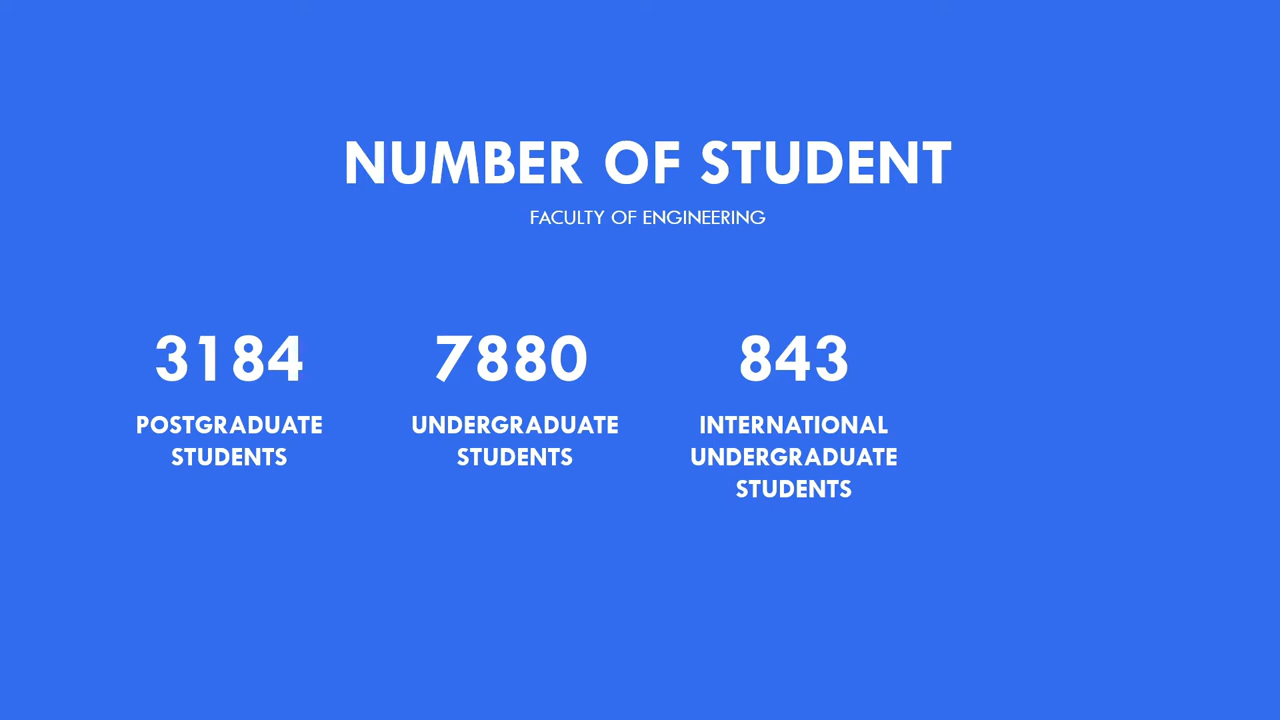 NUMBER OF STUDENT
FACULTY OF ENGINEERING
3184
POSTGRADUATE
STUDENTS
7880
UNDERGRADUATE
STUDENTS
843
INTERNATIONAL
UNDERGRADUATE
STUDENTS